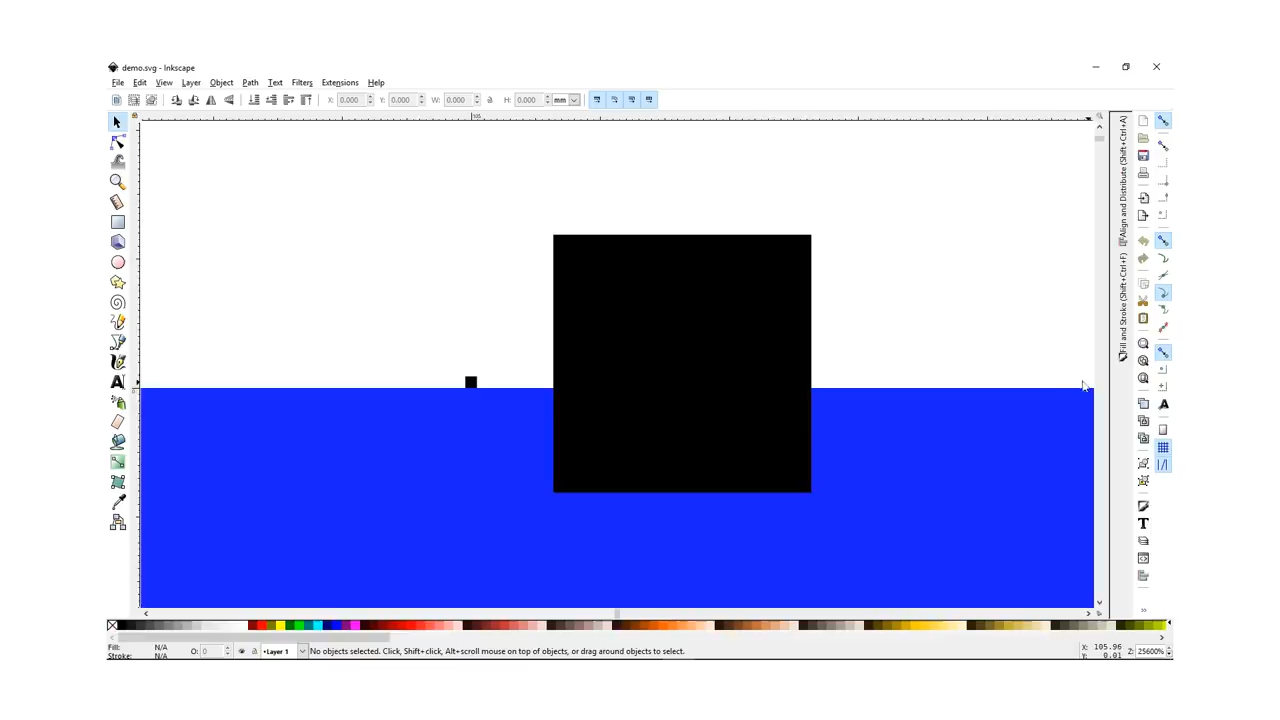 demo.svg - Inkscape
File Edit View Layer Object Path Text Filters Extensions Help
X: 0.000 Y: 0.000 W: 0.000 H: 0.000 mm
105
Align and Distribute (Shift+Ctrl+A)
Fill and Stroke (Shift+Ctrl+F)
Fill: N/A O: 0 •Layer 1 No objects selected. Click, Shift+click, Alt+scroll mouse on top of objects, or drag around objects to select. X: 105.96 Z: 25600%
Stroke: N/A Y: 0.01